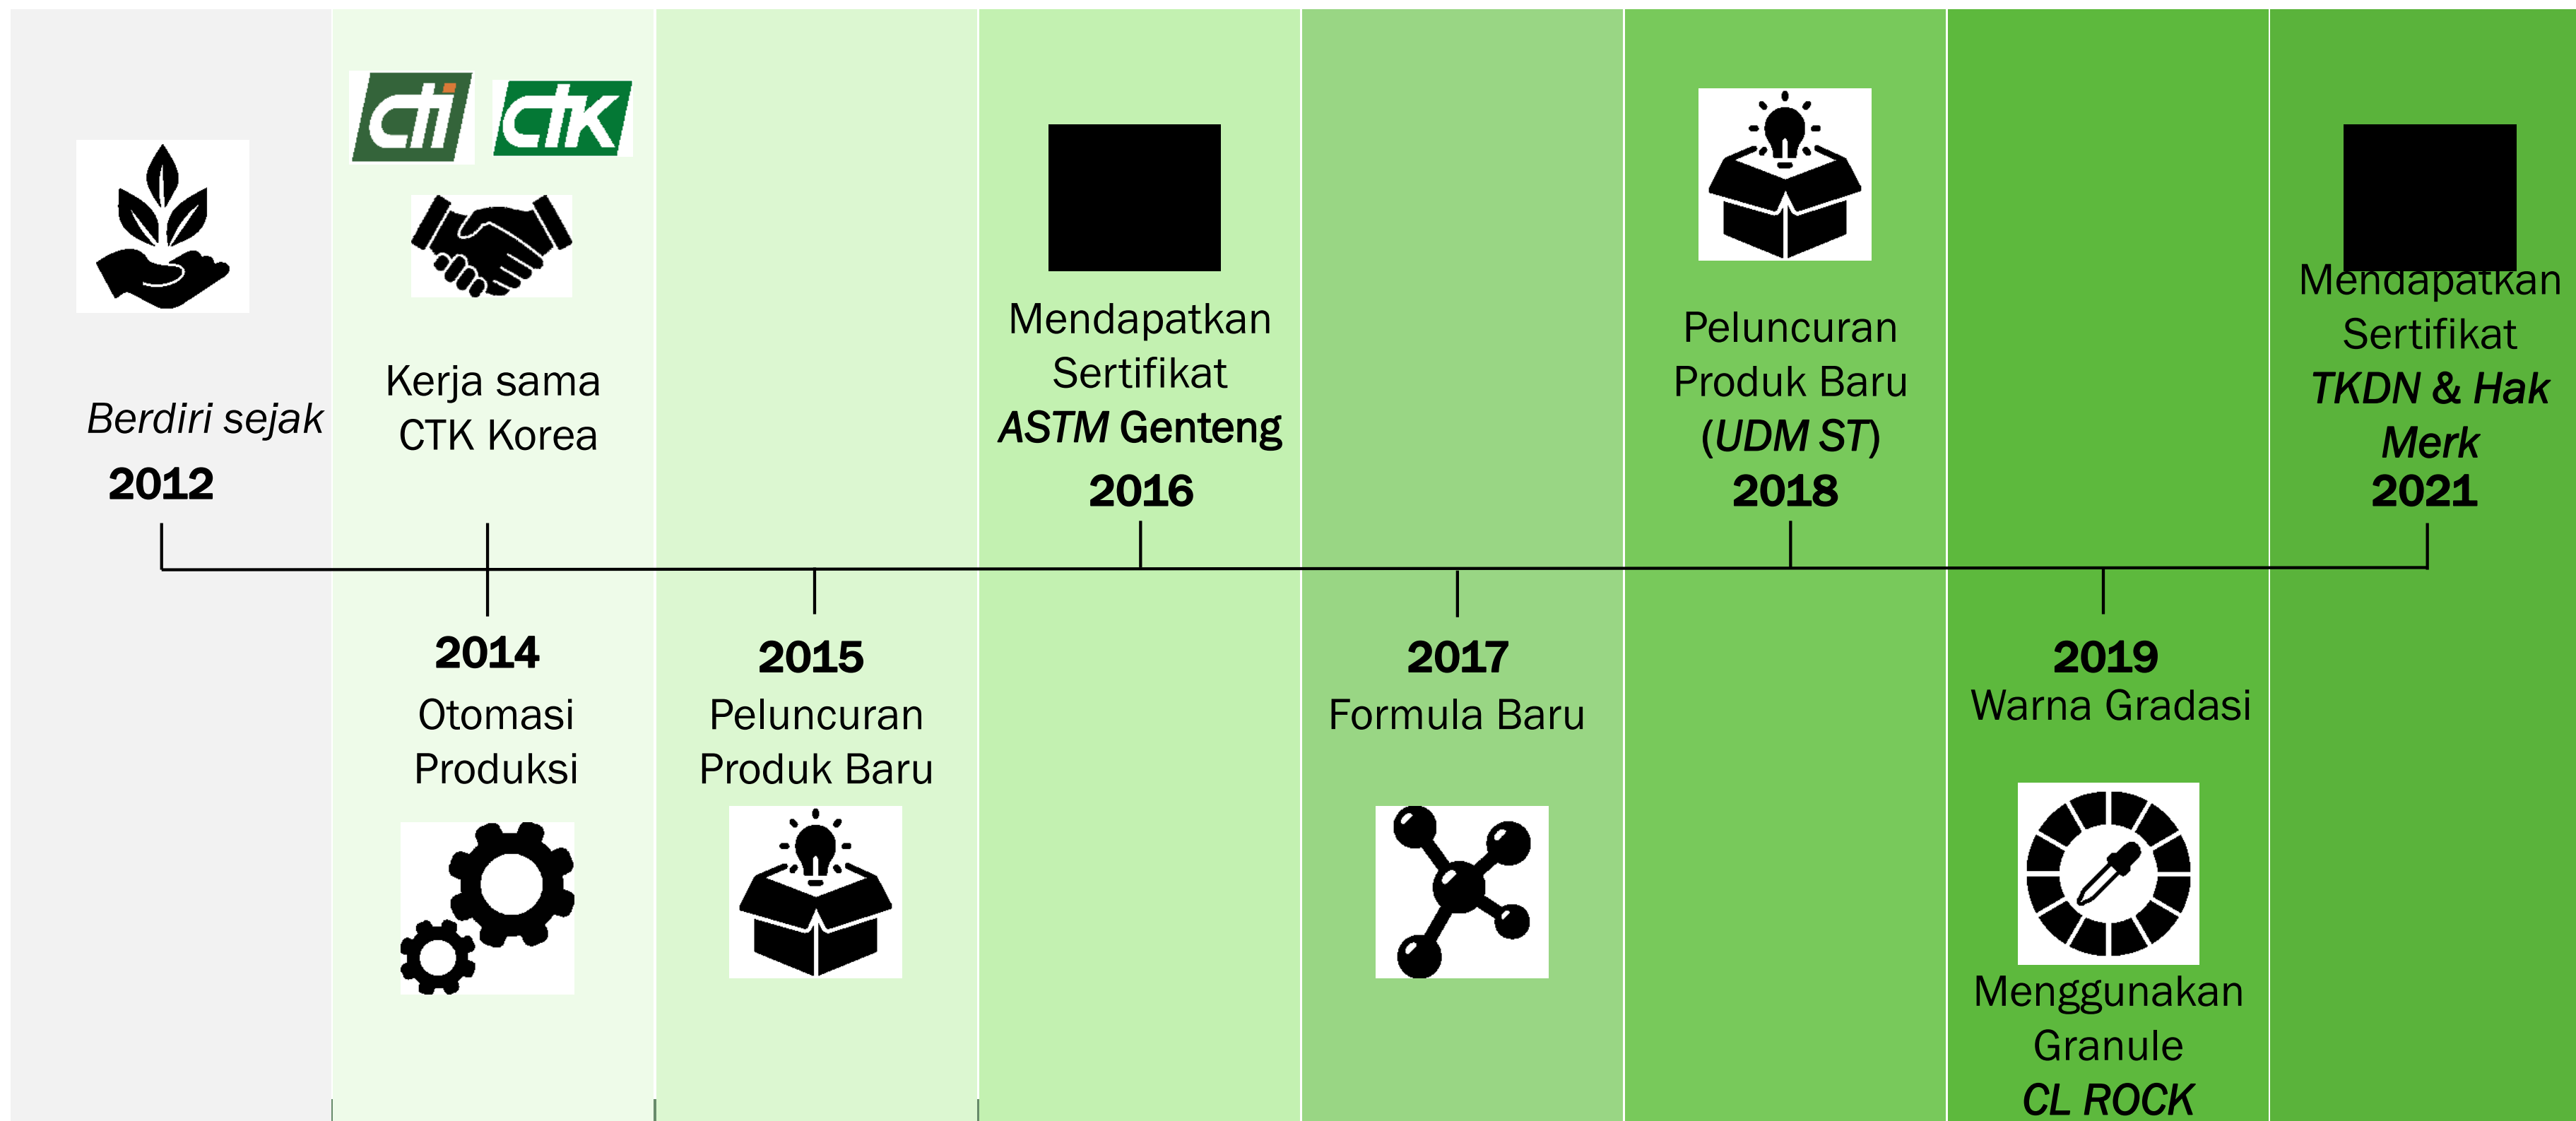 cti
CTK
Berdiri sejak
2012
Kerja sama
CTK Korea
2014
Otomasi
Produksi
2015
Peluncuran
Produk Baru
Mendapatkan
Sertifikat
ASTM Genteng
2016
2017
Formula Baru
Peluncuran
Produk Baru
(UDM ST)
2018
2019
Warna Gradasi
Menggunakan
Granule
CL ROCK
Mendapatkan
Sertifikat
TKDN & Hak
Merk
2021